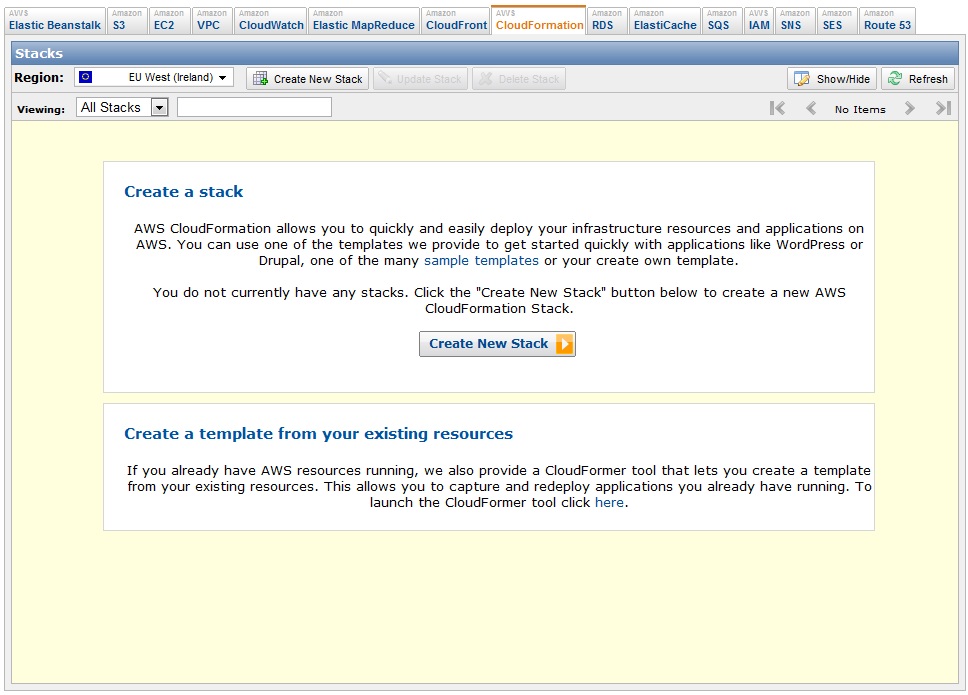 AWS Amazon Amazon Amazon Amazon Amazon Amazon AWS Amazon Amazon Amazon AWS Amazon Amazon Amazon
Elastic Beanstalk S3 EC2 VPC CloudWatch Elastic MapReduce CloudFront CloudFormation RDS ElastiCache SQS IAM SNS SES Route 53
Stacks
Region: EU West (Ireland) Create New Stack Update Stack Delete Stack Show/Hide Refresh
Viewing: All Stacks No Items
Create a stack
AWS CloudFormation allows you to quickly and easily deploy your infrastructure resources and applications on
AWS. You can use one of the templates we provide to get started quickly with applications like WordPress or
Drupal, one of the many sample templates or your create own template.
You do not currently have any stacks. Click the "Create New Stack" button below to create a new AWS
CloudFormation Stack.
Create New Stack
Create a template from your existing resources
If you already have AWS resources running, we also provide a CloudFormer tool that lets you create a template
from your existing resources. This allows you to capture and redeploy applications you already have running. To
launch the CloudFormer tool click here.